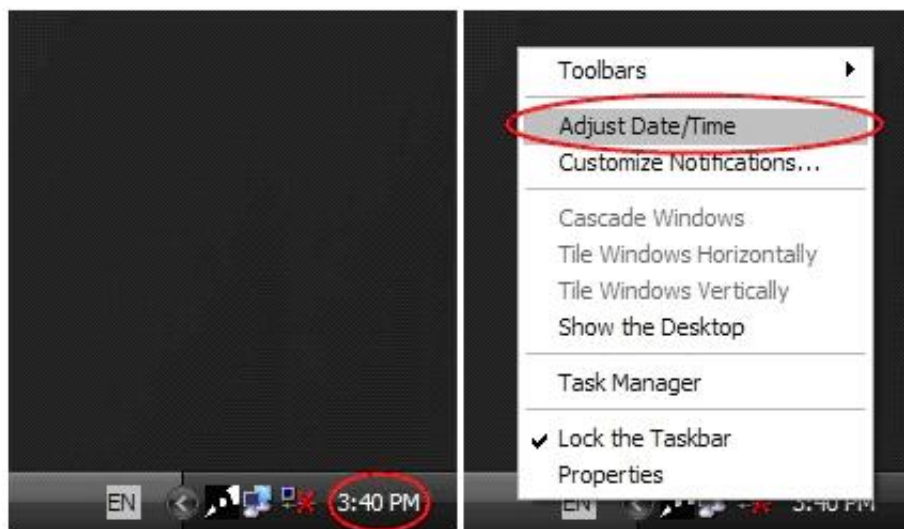 EN
3:40 PM
Toolbars
Adjust Date/Time
Customize Notifications...
Cascade Windows
Tile Windows Horizontally
Tile Windows Vertically
Show the Desktop
Task Manager
Lock the Taskbar
Properties
EN
3:40 PM